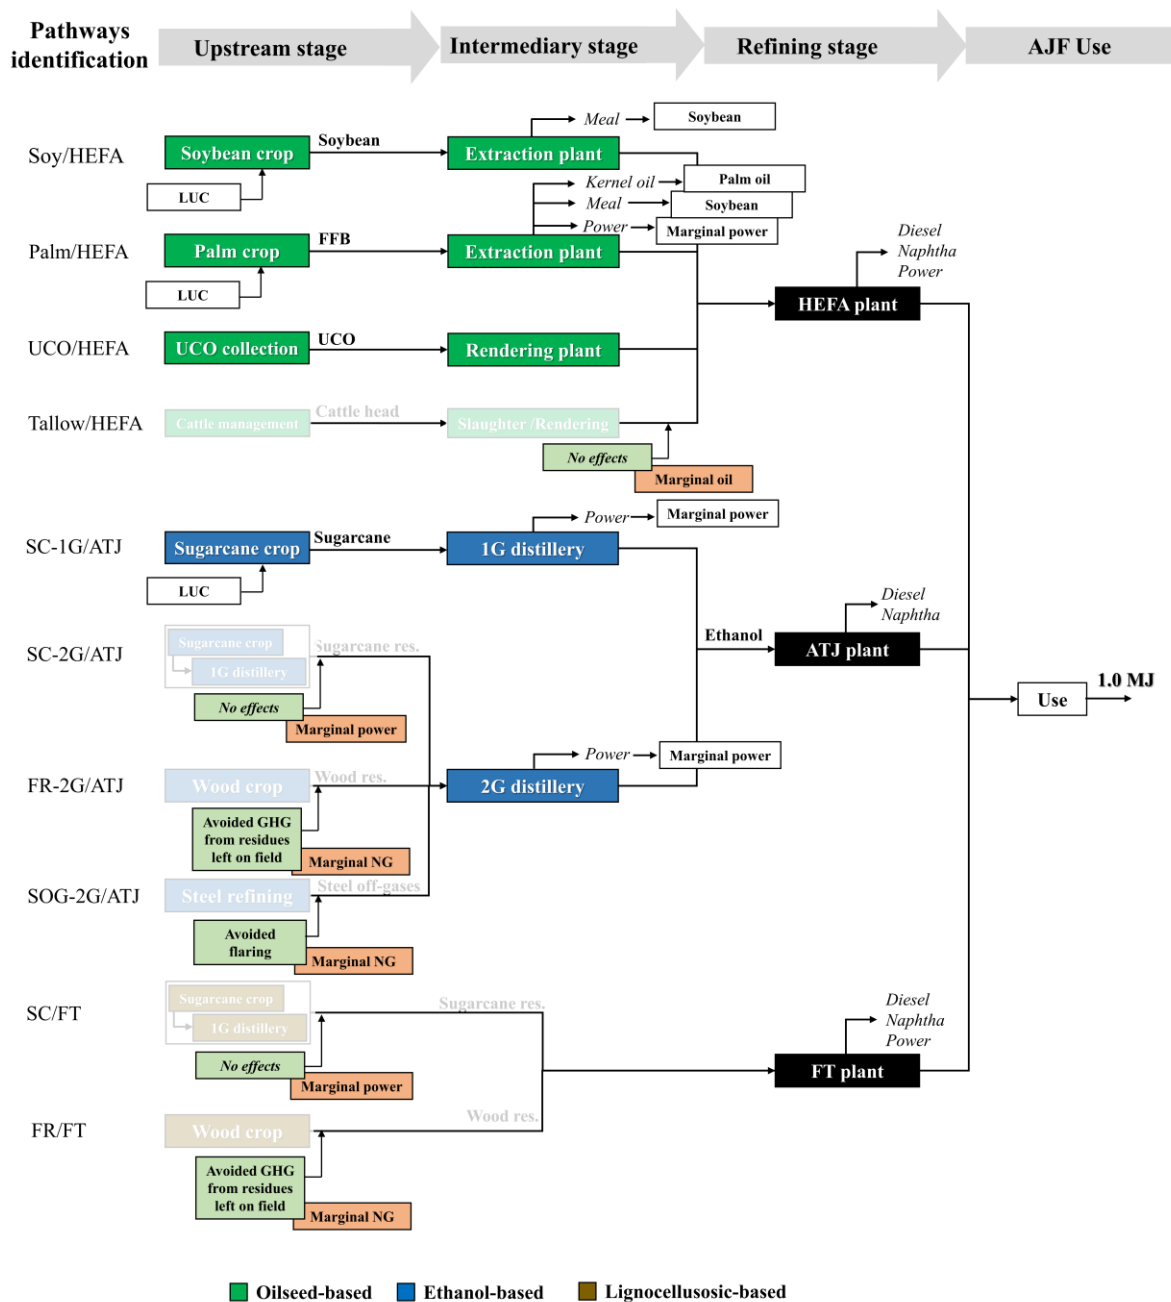 Pathways
identification
Upstream stage
Intermediary stage
Refining stage
AJF Use
Meal
Soybean
Soy/HEFA
Soybean crop
Soybean
Extraction plant
LUC
Kernel oil
Palm oil
Meal
Soybean
Power
Marginal power
Palm/HEFA
Palm crop
FFB
Extraction plant
LUC
Diesel
Naphtha
Power
HEFA plant
UCO/HEFA
UCO collection
UCO
Rendering plant
Tallow/HEFA
Cattle management
Cattle head
Slaughter /Rendering
No effects
Marginal oil
Power
Marginal power
SC-1G/ATJ
Sugarcane crop
Sugarcane
1G distillery
LUC
Diesel
Naphtha
Ethanol
ATJ plant
SC-2G/ATJ
Sugarcane crop
1G distillery
Sugarcane res.
No effects
Marginal power
Use
1.0 MJ
Power
Marginal power
FR-2G/ATJ
Wood crop
Wood res.
2G distillery
Avoided GHG
from residues
left on field
Marginal NG
SOG-2G/ATJ
Steel refining
Steel off-gases
Avoided
flaring
Marginal NG
SC/FT
Sugarcane crop
1G distillery
Sugarcane res.
No effects
Marginal power
Diesel
Naphtha
Power
FT plant
FR/FT
Wood crop
Wood res.
Avoided GHG
from residues
left on field
Marginal NG
Oilseed-based
Ethanol-based
Lignocellusosic-based